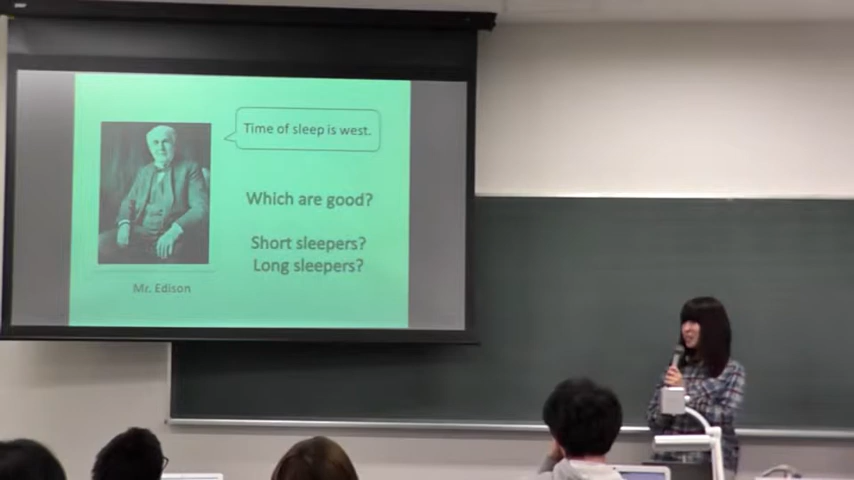 Time of sleep is west.
Which are good?
Short sleepers?
Long sleepers?
Mr. Edison